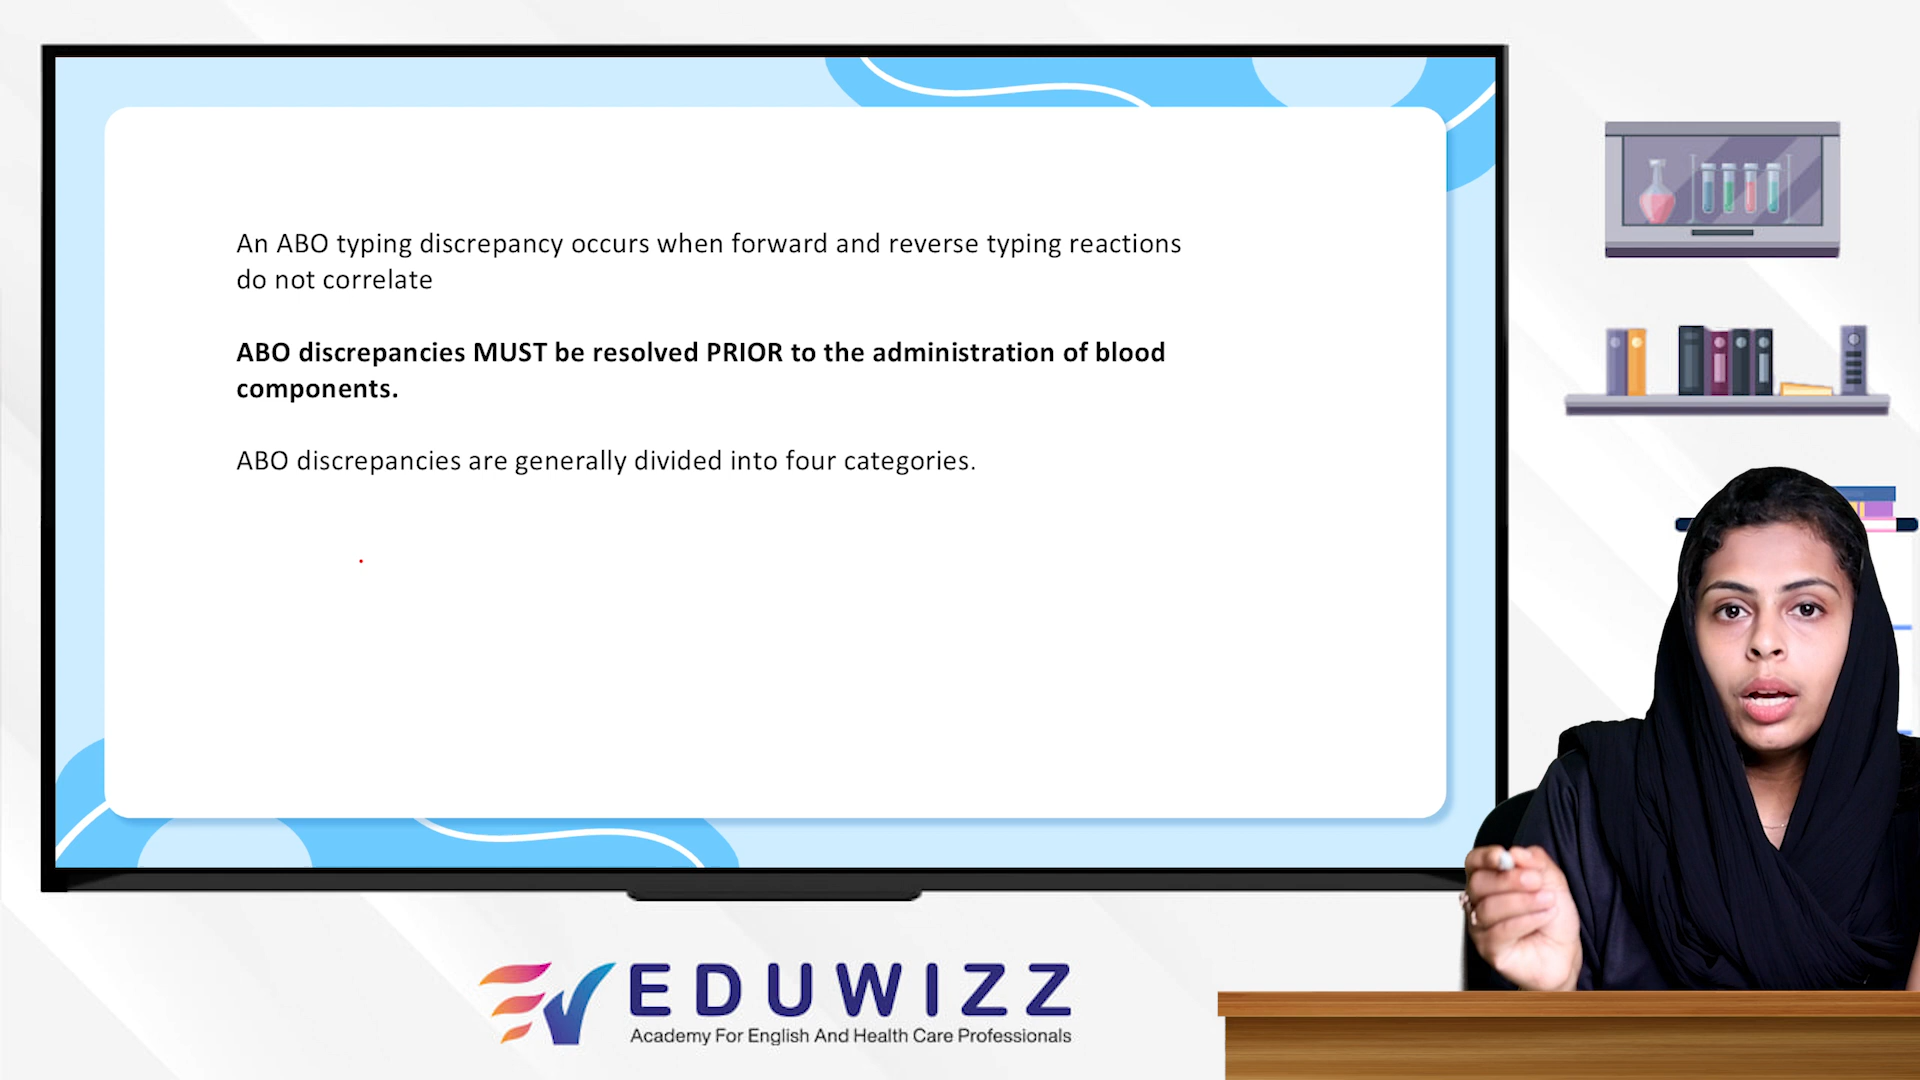 An ABO typing discrepancy occurs when forward and reverse typing reactions
do not correlate
ABO discrepancies MUST be resolved PRIOR to the administration of blood
components.
ABO discrepancies are generally divided into four categories.
EDUWIZZ
Academy For English And Health Care Professionals